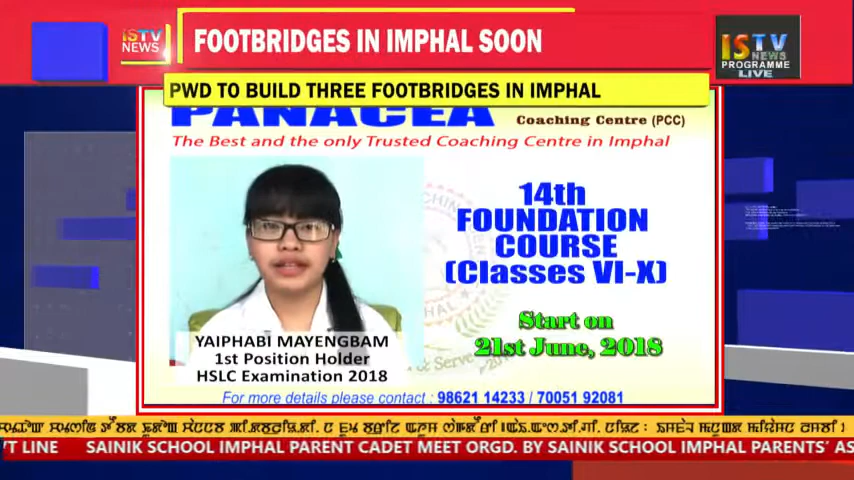 ISTV
NEWS
FOOTBRIDGES IN IMPHAL SOON
ISTV
NEWS
PROGRAMME
LIVE
PWD TO BUILD THREE FOOTBRIDGES IN IMPHAL
PANACEA
Coaching Centre (PCC)
The Best and the only Trusted Coaching Centre in Imphal
14th
FOUNDATION
COURSE
(Classes VI-X)
Start on
21st June, 2018
YAIPHABI MAYENGBAM
1st Position Holder
HSLC Examination 2018
For more details please contact : 98621 14233 / 70051 92081
'T LINE SAINIK SCHOOL IMPHAL PARENT CADET MEET ORGD. BY SAINIK SCHOOL IMPHAL PARENTS' AS